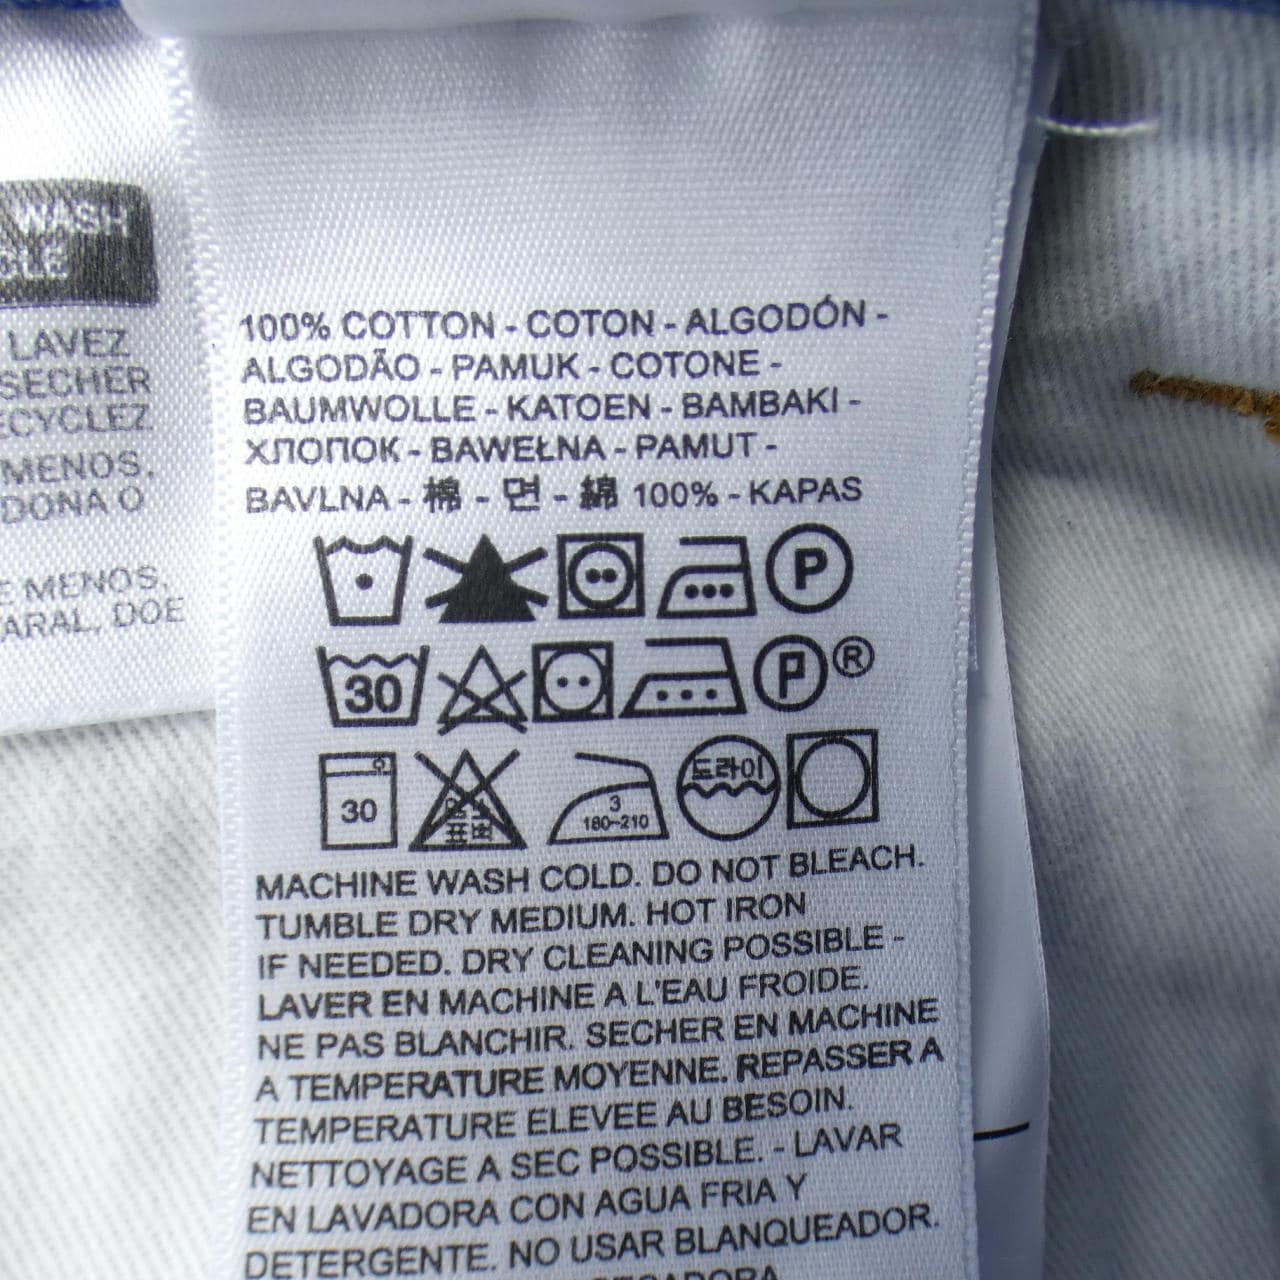 WASH
CLE
LAVEZ
SECHER
ECYCLEZ
MENOS,
DONA O
E MENOS,
ARAL, DOE
100% COTTON - COTON - ALGODÓN -
ALGODÃO - PAMUK - COTONE -
BAUMWOLLE - KATOEN - BAMBAKI -
ХЛОПОК - BAWEŁNA - PAMUT -
BAVLNA - 棉 - 면 - 綿 100% - KAPAS
P
30 P ®
30 3 180~210 드라이
MACHINE WASH COLD. DO NOT BLEACH.
TUMBLE DRY MEDIUM. HOT IRON
IF NEEDED. DRY CLEANING POSSIBLE -
LAVER EN MACHINE A L'EAU FROIDE.
NE PAS BLANCHIR. SECHER EN MACHINE
A TEMPERATURE MOYENNE. REPASSER A
TEMPERATURE ELEVEE AU BESOIN.
NETTOYAGE A SEC POSSIBLE. - LAVAR
EN LAVADORA CON AGUA FRIA Y
DETERGENTE. NO USAR BLANQUEADOR.